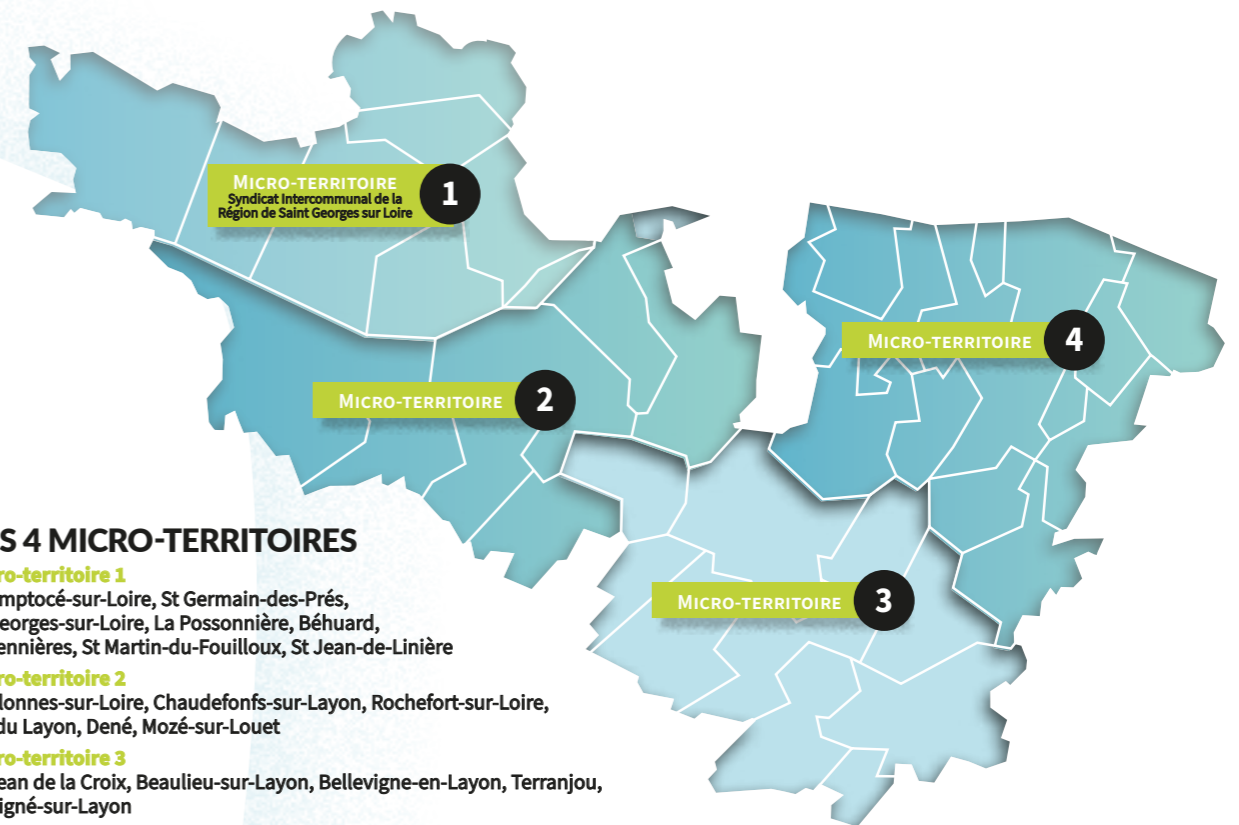 MICRO-TERRITOIRE
Syndicat Intercommunal de la
Région de Saint Georges sur Loire
1
MICRO-TERRITOIRE
4
MICRO-TERRITOIRE
2
MICRO-TERRITOIRE
3
S 4 MICRO-TERRITOIRES
ro-territoire 1
mptocé-sur-Loire, St Germain-des-Prés,
eorges-sur-Loire, La Possonnière, Béhuard,
ennières, St Martin-du-Fouilloux, St Jean-de-Linière
ro-territoire 2
lonnes-sur-Loire, Chaudefonfs-sur-Layon, Rochefort-sur-Loire,
du Layon, Dené, Mozé-sur-Louet
ro-territoire 3
ean de la Croix, Beaulieu-sur-Layon, Bellevigne-en-Layon, Terranjou,
igné-sur-Layon